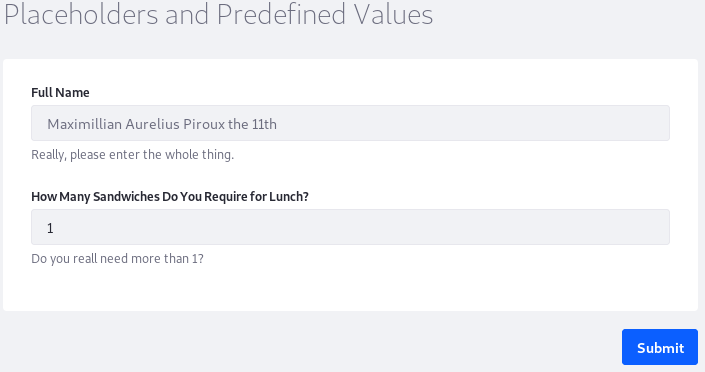 Placeholders and Predefined Values
Full Name
Maximillian Aurelius Piroux the 11th
Really, please enter the whole thing.
How Many Sandwiches Do You Require for Lunch?
1
Do you reall need more than 1?
Submit